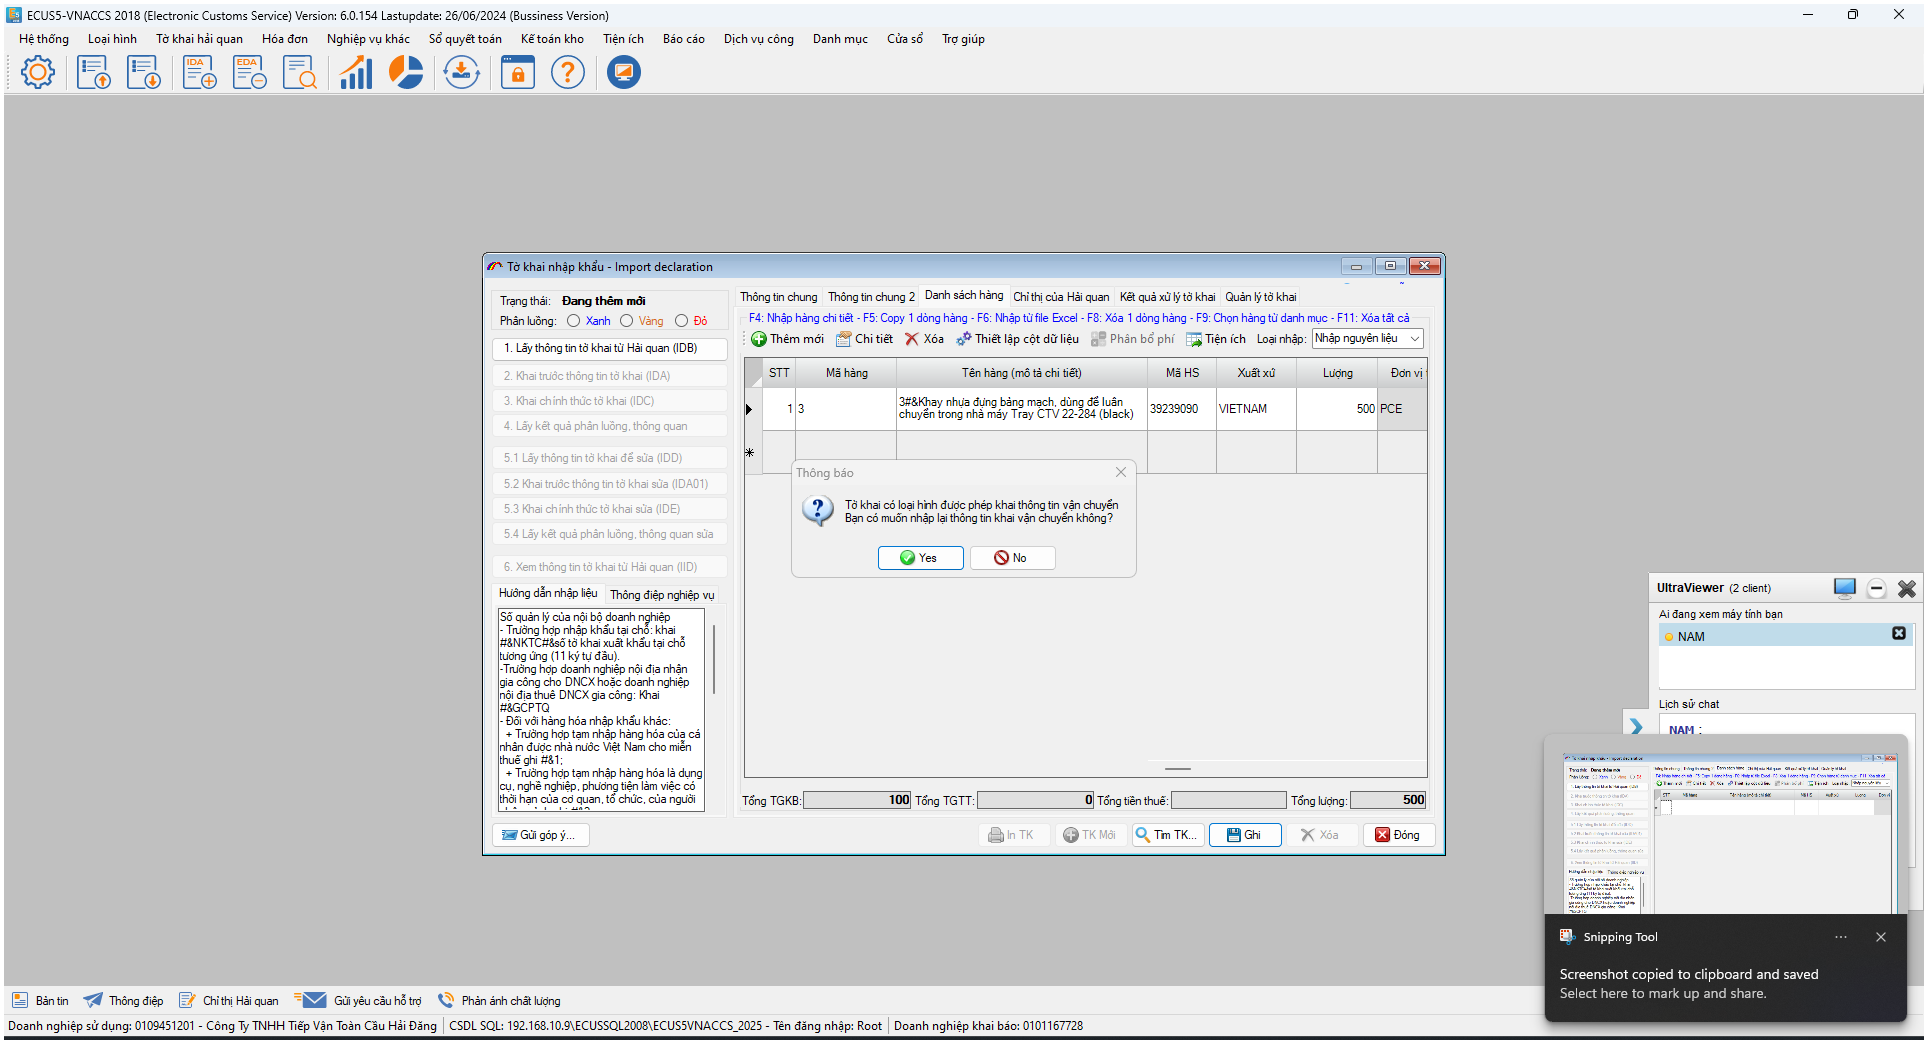 ECUS5-VNACCS 2018 (Electronic Customs Service) Version: 6.0.154 Lastupdate: 26/06/2024 (Bussiness Version)
Hệ thống Loại hình Tờ khai hải quan Hóa đơn Nghiệp vụ khác Sổ quyết toán Kế toán kho Tiện ích Báo cáo Dịch vụ công Danh mục Cửa sổ Trợ giúp
IDA EDA
Tờ khai nhập khẩu - Import declaration
Trạng thái: Đang thêm mới
Phân luồng: Xanh Vàng Đỏ
1. Lấy thông tin tờ khai từ Hải quan (IDB)
2. Khai trước thông tin tờ khai (IDA)
3. Khai chính thức tờ khai (IDC)
4. Lấy kết quả phân luồng, thông quan
5.1 Lấy thông tin tờ khai để sửa (IDD)
5.2 Khai trước thông tin tờ khai sửa (IDA01)
5.3 Khai chính thức tờ khai sửa (IDE)
5.4 Lấy kết quả phân luồng, thông quan sửa
6. Xem thông tin tờ khai từ Hải quan (IID)
Hướng dẫn nhập liệu Thông điệp nghiệp vụ
Số quản lý của nội bộ doanh nghiệp
- Trường hợp nhập khẩu tại chỗ: khai
#&NKTC#&số tờ khai xuất khẩu tại chỗ
tương ứng (11 ký tự đầu).
-Trường hợp doanh nghiệp nội địa nhận
gia công cho DNCX hoặc doanh nghiệp
nội địa thuê DNCX gia công: Khai
#&GCPTQ
- Đối với hàng hóa nhập khẩu khác:
+ Trường hợp tạm nhập hàng hóa của cá
nhân được nhà nước Việt Nam cho miễn
thuế ghi #&1;
+ Trường hợp tạm nhập hàng hóa là dụng
cụ, nghề nghiệp, phương tiện làm việc có
thời hạn của cơ quan, tổ chức, của người
Gửi góp ý...
Thông tin chung Thông tin chung 2 Danh sách hàng Chỉ thị của Hải quan Kết quả xử lý tờ khai Quản lý tờ khai
F4: Nhập hàng chi tiết - F5: Copy 1 dòng hàng - F6: Nhập từ file Excel - F8: Xóa 1 dòng hàng - F9: Chọn hàng từ danh mục - F11: Xóa tất cả
Thêm mới Chi tiết Xóa Thiết lập cột dữ liệu Phân bổ phí Tiện ích Loại nhập: Nhập nguyên liệu
STT Mã hàng Tên hàng (mô tả chi tiết) Mã HS Xuất xứ Lượng Đơn vị
1 3 3#&Khay nhựa đựng bảng mạch, dùng để luân
chuyển trong nhà máy Tray CTV 22-284 (black) 39239090 VIETNAM 500 PCE
Thông báo
Tờ khai có loại hình được phép khai thông tin vận chuyển
Bạn có muốn nhập lại thông tin khai vận chuyển không?
Yes No
Tổng TGKB: 100 Tổng TGTT: 0 Tổng tiền thuế: Tổng lượng: 500
In TK TK Mới Tìm TK... Ghi Xóa Đóng
UltraViewer (2 client)
Ai đang xem máy tính bạn
NAM
Lịch sử chat
NAM :
Snipping Tool
Screenshot copied to clipboard and saved
Select here to mark up and share.
Bản tin Thông điệp Chỉ thị Hải quan Gửi yêu cầu hỗ trợ Phản ánh chất lượng
Doanh nghiệp sử dụng: 0109451201 - Công Ty TNHH Tiếp Vận Toàn Cầu Hải Đăng CSDL SQL: 192.168.10.9\ECUSSQL2008\ECUS5VNACCS_2025 - Tên đăng nhập: Root Doanh nghiệp khai báo: 0101167728